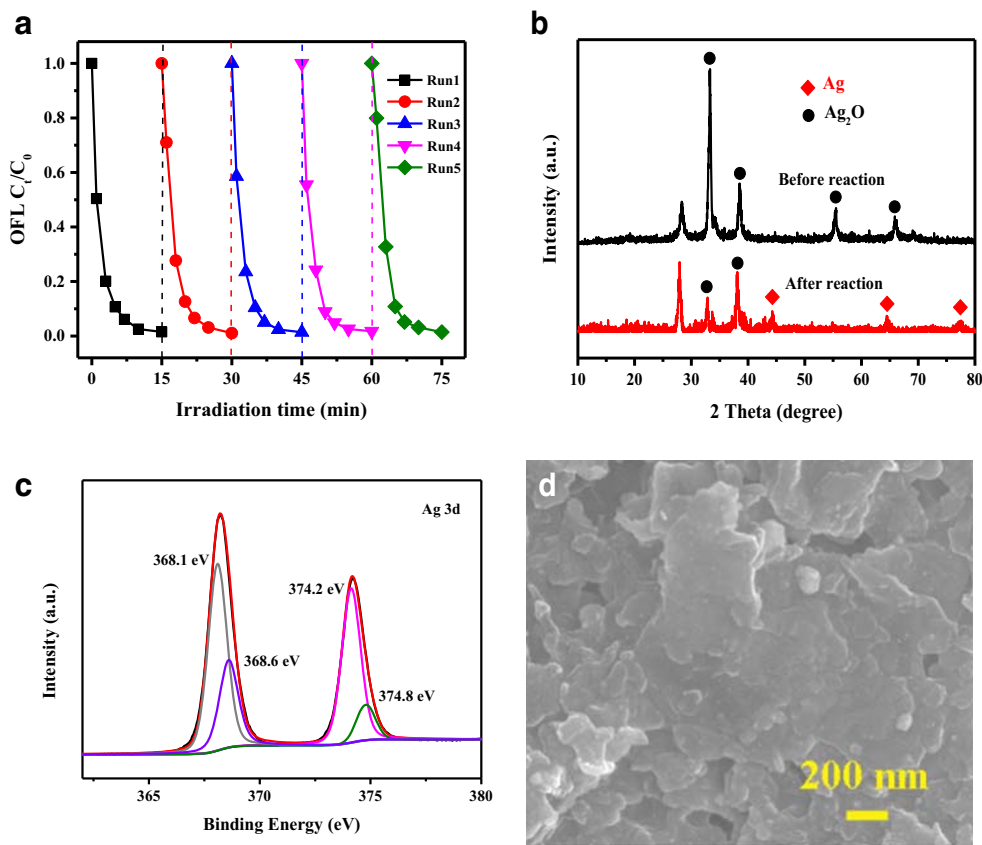 a
OFL Ct/C0
1.0
0.8
0.6
0.4
0.2
0.0
Run1
Run2
Run3
Run4
Run5
0 15 30 45 60 75
Irradiation time (min)
b
Intensity (a.u.)
Ag
Ag2O
Before reaction
After reaction
10 20 30 40 50 60 70 80
2 Theta (degree)
c
Intensity (a.u.)
Ag 3d
368.1 eV
374.2 eV
368.6 eV
374.8 eV
365 370 375 380
Binding Energy (eV)
d
200 nm